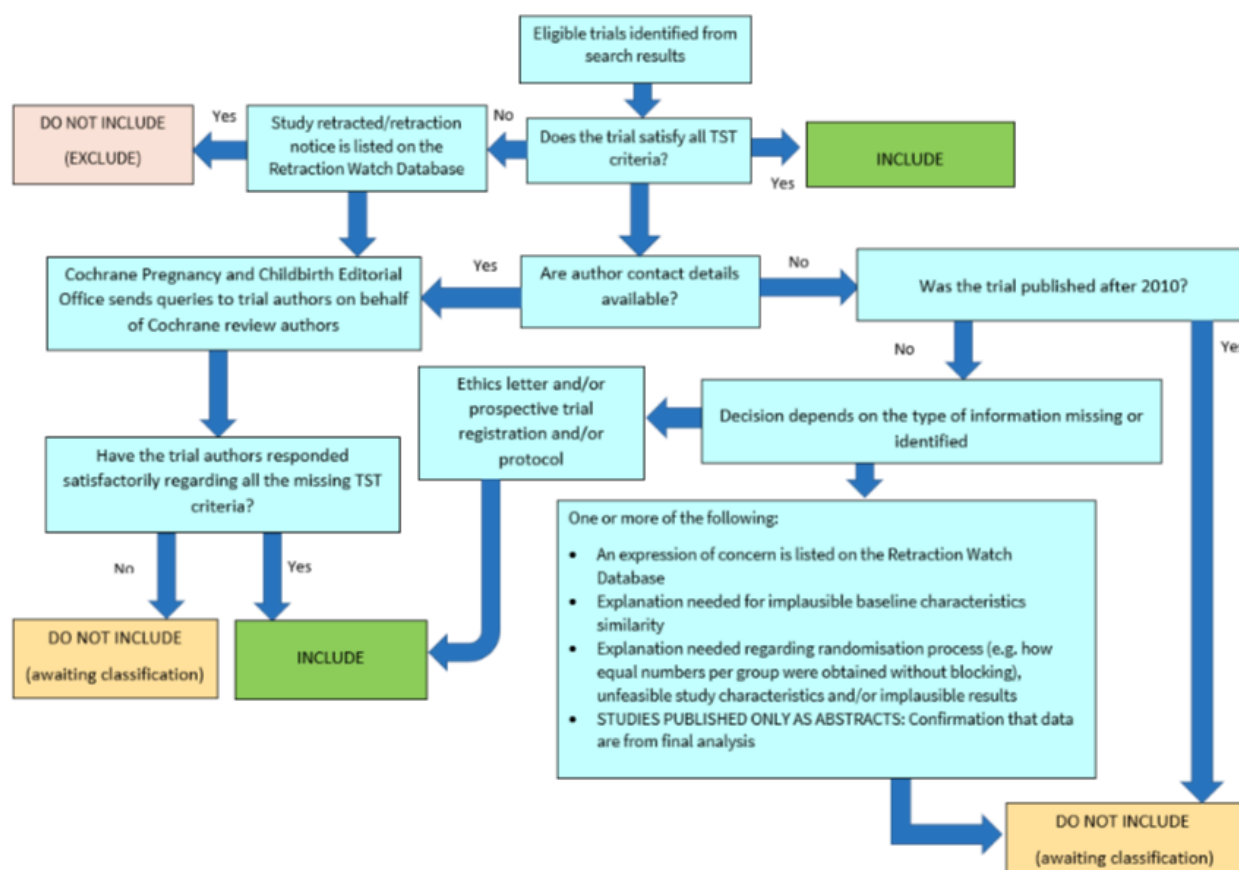 Eligible trials identified from
search results
DO NOT INCLUDE
(EXCLUDE)
Yes
Study retracted/retraction
notice is listed on the
Retraction Watch Database
No
Does the trial satisfy all TST
criteria?
Yes
INCLUDE
Cochrane Pregnancy and Childbirth Editorial
Office sends queries to trial authors on behalf
of Cochrane review authors
Yes
Are author contact details
available?
No
Was the trial published after 2010?
No
Yes
Ethics letter and/or
prospective trial
registration and/or
protocol
Decision depends on the type of information missing or
identified
Have the trial authors responded
satisfactorily regarding all the missing TST
criteria?
No
Yes
DO NOT INCLUDE
(awaiting classification)
INCLUDE
One or more of the following:
• An expression of concern is listed on the Retraction Watch
Database
• Explanation needed for implausible baseline characteristics
similarity
• Explanation needed regarding randomisation process (e.g. how
equal numbers per group were obtained without blocking),
unfeasible study characteristics and/or implausible results
• STUDIES PUBLISHED ONLY AS ABSTRACTS: Confirmation that data
are from final analysis
DO NOT INCLUDE
(awaiting classification)